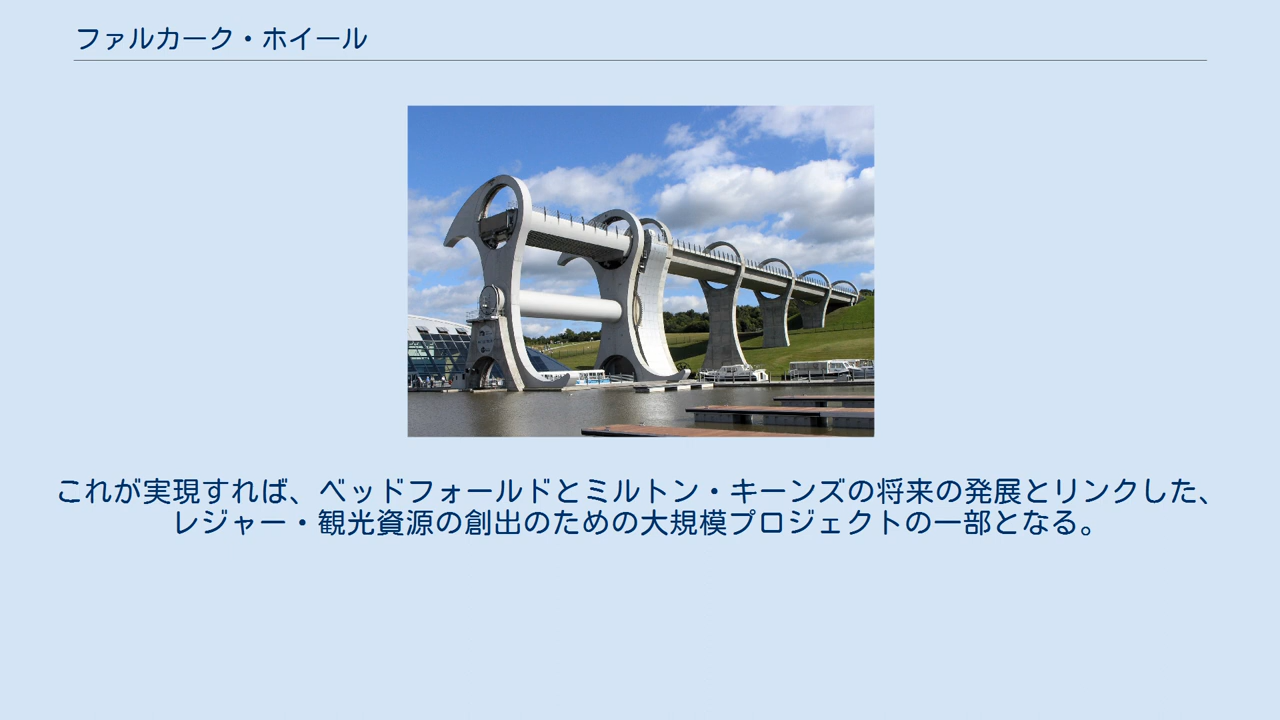 ファルカーク・ホイール
これが実現すれば、ベッドフォールドとミルトン・キーンズの将来の発展とリンクした、
レジャー・観光資源の創出のための大規模プロジェクトの一部となる。